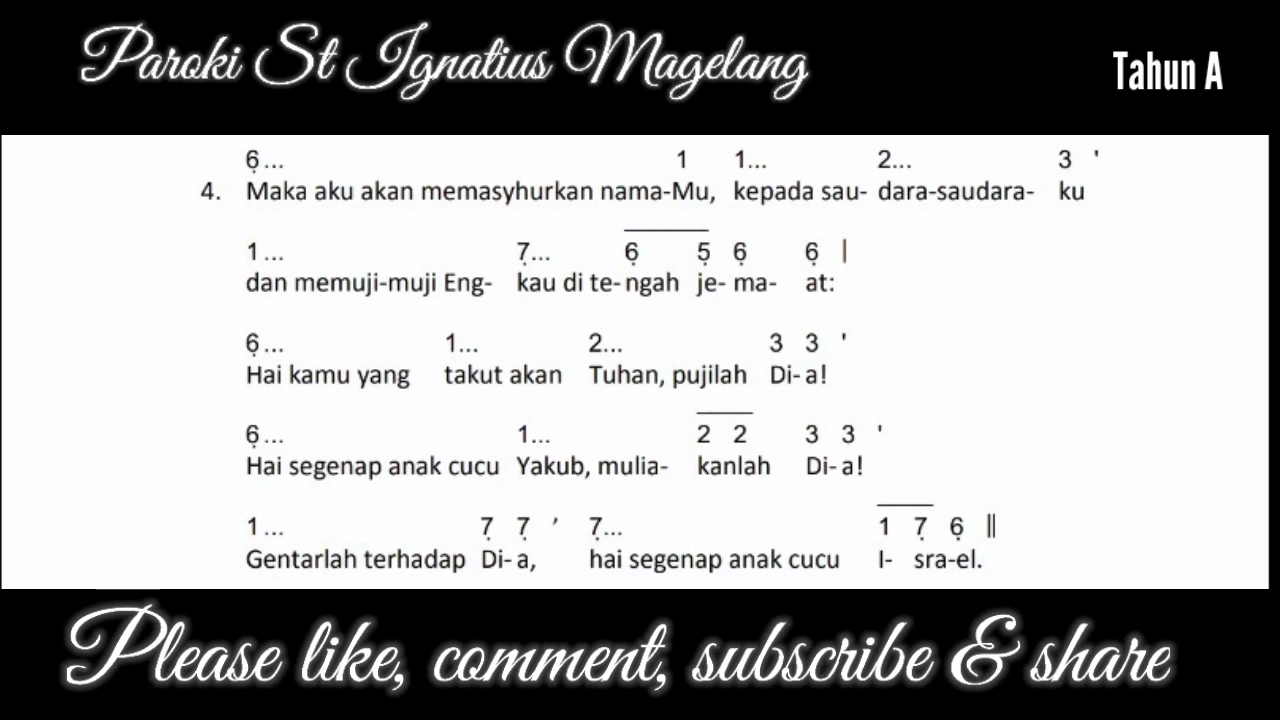 Paroki St Ignatius Magelang
Tahun A
6̣... 1 1... 2... 3 '
4. Maka aku akan memasyhurkan nama-Mu, kepada sau- dara-saudara- ku
1... 7̣... 6̣ 5̣ 6̣ 6̣ |
dan memuji-muji Eng- kau di te- ngah je- ma- at:
6̣... 1... 2... 3 3 '
Hai kamu yang takut akan Tuhan, pujilah Di- a!
6̣... 1... 2 2 3 3 '
Hai segenap anak cucu Yakub, mulia- kanlah Di- a!
1... 7̣ 7̣ ' 7̣... 1 7̣ 6̣ ||
Gentarlah terhadap Di- a, hai segenap anak cucu I- sra-el.
Please like, comment, subscribe & share